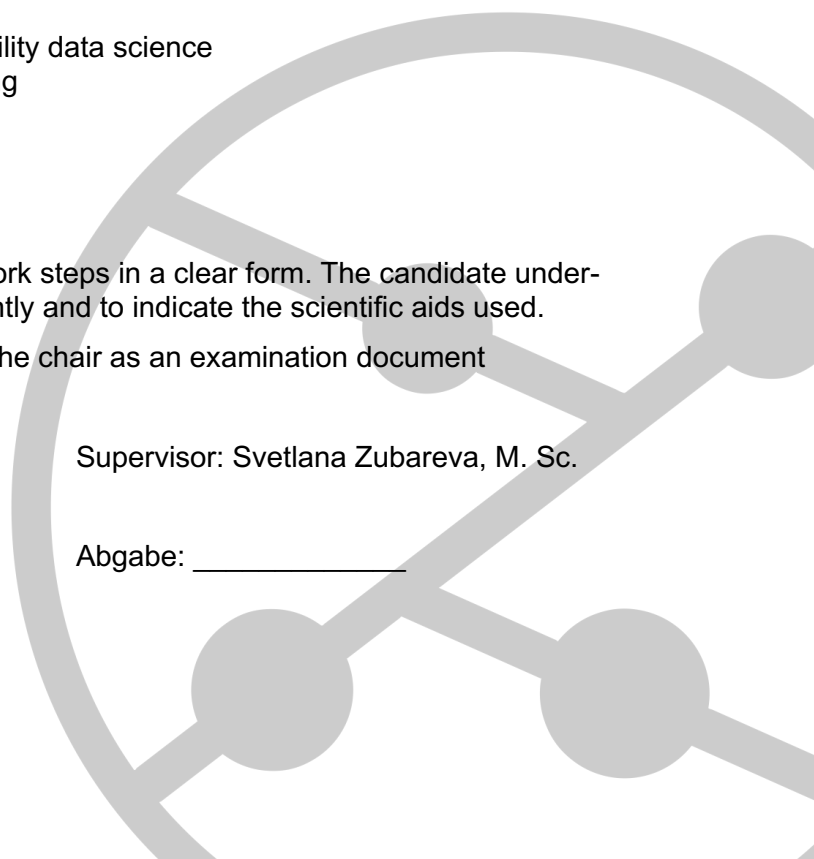 ility data science
g
ork steps in a clear form. The candidate under-
ntly and to indicate the scientific aids used.
he chair as an examination document
Supervisor: Svetlana Zubareva, M. Sc.
Abgabe: _____________